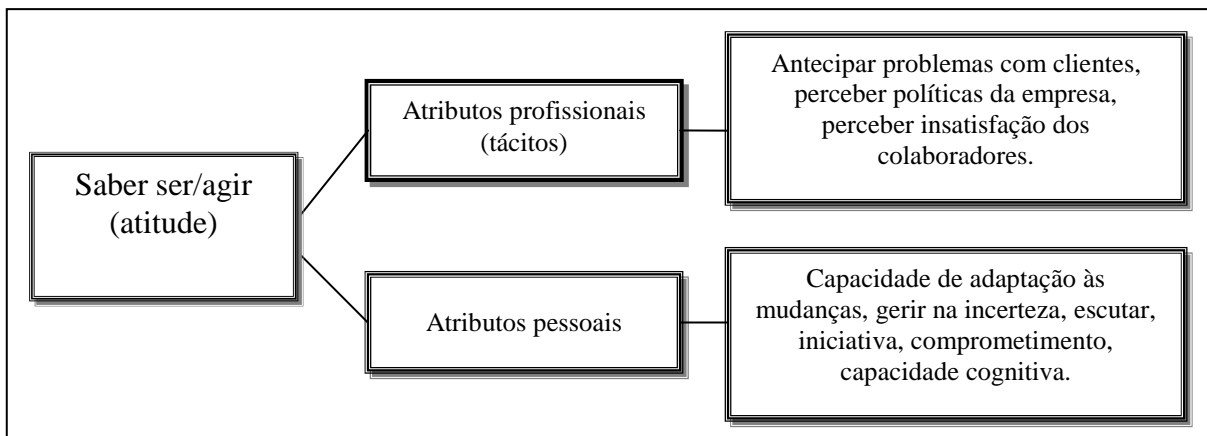 Saber ser/agir
(atitude)
Atributos profissionais
(tácitos)
Antecipar problemas com clientes,
perceber políticas da empresa,
perceber insatisfação dos
colaboradores.
Atributos pessoais
Capacidade de adaptação às
mudanças, gerir na incerteza, escutar,
iniciativa, comprometimento,
capacidade cognitiva.